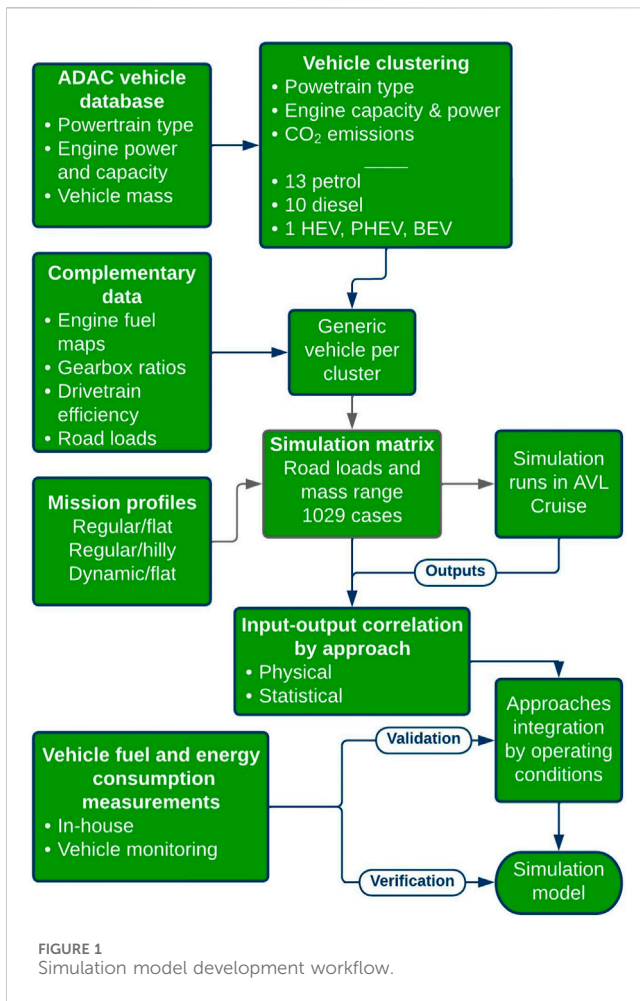 ADAC vehicle
database
• Powertrain type
• Engine power
and capacity
• Vehicle mass
Vehicle clustering
• Powetrain type
• Engine capacity & power
• CO₂ emissions
• 13 petrol
• 10 diesel
• 1 HEV, PHEV, BEV
Complementary
data
• Engine fuel
maps
• Gearbox ratios
• Drivetrain
efficiency
• Road loads
Generic
vehicle per
cluster
Mission profiles
Regular/flat
Regular/hilly
Dynamic/flat
Simulation matrix
Road loads and
mass range
1029 cases
Simulation
runs in AVL
Cruise
Outputs
Input-output correlation
by approach
• Physical
• Statistical
Approaches
integration
by operating
conditions
Vehicle fuel and energy
consumption
measurements
• In-house
• Vehicle monitoring
Validation
Verification
Simulation
model
FIGURE 1
Simulation model development workflow.